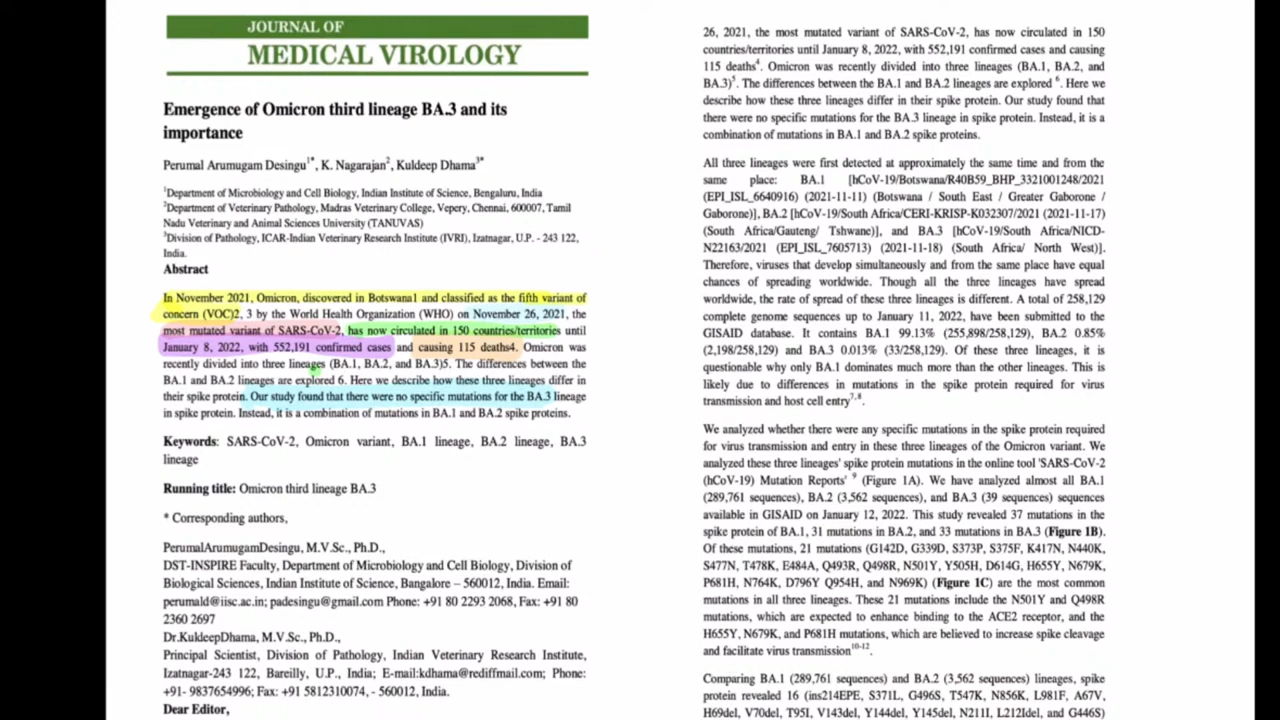 JOURNAL OF
MEDICAL VIROLOGY
Emergence of Omicron third lineage BA.3 and its
importance
Perumal Arumugam Desingu1*, K. Nagarajan2, Kuldeep Dhama3*
1Department of Microbiology and Cell Biology, Indian Institute of Science, Bengaluru, India
2Department of Veterinary Pathology, Madras Veterinary College, Vepery, Chennai, 600007, Tamil
Nadu Veterinary and Animal Sciences University (TANUVAS)
3Division of Pathology, ICAR-Indian Veterinary Research Institute (IVRI), Izatnagar, U.P. - 243 122,
India.
Abstract
In November 2021, Omicron, discovered in Botswana1 and classified as the fifth variant of
concern (VOC)2, 3 by the World Health Organization (WHO) on November 26, 2021, the
most mutated variant of SARS-CoV-2, has now circulated in 150 countries/territories until
January 8, 2022, with 552,191 confirmed cases and causing 115 deaths4. Omicron was
recently divided into three lineages (BA.1, BA.2, and BA.3)5. The differences between the
BA.1 and BA.2 lineages are explored 6. Here we describe how these three lineages differ in
their spike protein. Our study found that there were no specific mutations for the BA.3 lineage
in spike protein. Instead, it is a combination of mutations in BA.1 and BA.2 spike proteins.
Keywords: SARS-CoV-2, Omicron variant, BA.1 lineage, BA.2 lineage, BA.3
lineage
Running title: Omicron third lineage BA.3
* Corresponding authors,
PerumalArumugamDesingu, M.V.Sc., Ph.D.,
DST-INSPIRE Faculty, Department of Microbiology and Cell Biology, Division of
Biological Sciences, Indian Institute of Science, Bangalore – 560012, India. Email:
perumald@iisc.ac.in; padesingu@gmail.com Phone: +91 80 2293 2068, Fax: +91 80
2360 2697
Dr.KuldeepDhama, M.V.Sc., Ph.D.,
Principal Scientist, Division of Pathology, Indian Veterinary Research Institute,
Izatnagar-243 122, Bareilly, U.P., India; E-mail:kdhama@rediffmail.com; Phone:
+91- 9837654996; Fax: +91 5812310074, - 560012, India.
Dear Editor,
26, 2021, the most mutated variant of SARS-CoV-2, has now circulated in 150
countries/territories until January 8, 2022, with 552,191 confirmed cases and causing
115 deaths4. Omicron was recently divided into three lineages (BA.1, BA.2, and
BA.3)5. The differences between the BA.1 and BA.2 lineages are explored 6. Here we
describe how these three lineages differ in their spike protein. Our study found that
there were no specific mutations for the BA.3 lineage in spike protein. Instead, it is a
combination of mutations in BA.1 and BA.2 spike proteins.
All three lineages were first detected at approximately the same time and from the
same place: BA.1 [hCoV-19/Botswana/R40B59_BHP_3321001248/2021
(EPI_ISL_6640916) (2021-11-11) (Botswana / South East / Greater Gaborone /
Gaborone)], BA.2 [hCoV-19/South Africa/CERI-KRISP-K032307/2021 (2021-11-17)
(South Africa/Gauteng/ Tshwane)], and BA.3 [hCoV-19/South Africa/NICD-
N22163/2021 (EPI_ISL_7605713) (2021-11-18) (South Africa/ North West)].
Therefore, viruses that develop simultaneously and from the same place have equal
chances of spreading worldwide. Though all the three lineages have spread
worldwide, the rate of spread of these lineages is different. A total of 258,129
complete genome sequences up to January 11, 2022, have been submitted to the
GISAID database. It contains BA.1 99.13% (255,898/258,129), BA.2 0.85%
(2,198/258,129) and BA.3 0.013% (33/258,129). Of these three lineages, it is
questionable why only BA.1 dominates much more than the other lineages. This is
likely due to differences in mutations in the spike protein required for virus
transmission and host cell entry7,8.
We analyzed whether there were any specific mutations in the spike protein required
for virus transmission and entry in these three lineages of the Omicron variant. We
analyzed these three lineages' spike protein mutations in the online tool 'SARS-CoV-2
(hCoV-19) Mutation Reports' 9 (Figure 1A). We have analyzed almost all BA.1
(289,761 sequences), BA.2 (3,562 sequences), and BA.3 (39 sequences) sequences
available in GISAID on January 12, 2022. This study revealed 37 mutations in the
spike protein of BA.1, 31 mutations in BA.2, and 33 mutations in BA.3 (Figure 1B).
Of these mutations, 21 mutations (G142D, G339D, S373P, S375F, K417N, N440K,
S477N, T478K, E484A, Q493R, Q498R, N501Y, Y505H, D614G, H655Y, N679K,
P681H, N764K, D796Y Q954H, and N969K) (Figure 1C) are the most common
mutations in all three lineages. These 21 mutations include the N501Y and Q498R
mutations, which are expected to enhance binding to the ACE2 receptor, and the
H655Y, N679K, and P681H mutations, which are believed to increase spike cleavage
and facilitate virus transmission10-12.
Comparing BA.1 (289,761 sequences) and BA.2 (3,562 sequences) lineages, spike
protein revealed 16 (ins214EPE, S371L, G496S, T547K, N856K, L981F, A67V,
H69del, V70del, T95I, V143del, Y144del, Y145del, N211I, L212Idel, and G446S)